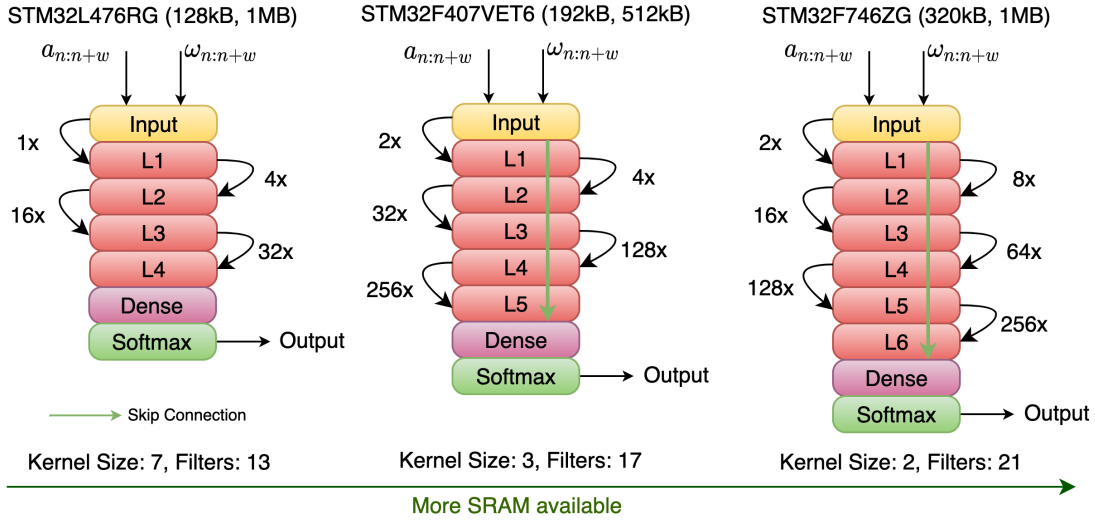 STM32L476RG (128kB, 1MB)
a_{n:n+w}
ω_{n:n+w}
Input
1x
L1
4x
L2
16x
L3
32x
L4
Dense
Softmax
Output
Skip Connection
Kernel Size: 7, Filters: 13
STM32F407VET6 (192kB, 512kB)
a_{n:n+w}
ω_{n:n+w}
Input
2x
L1
4x
L2
32x
L3
128x
L4
256x
L5
Dense
Softmax
Output
Kernel Size: 3, Filters: 17
STM32F746ZG (320kB, 1MB)
a_{n:n+w}
ω_{n:n+w}
Input
2x
L1
8x
L2
16x
L3
64x
L4
128x
L5
256x
L6
Dense
Softmax
Output
Kernel Size: 2, Filters: 21
More SRAM available